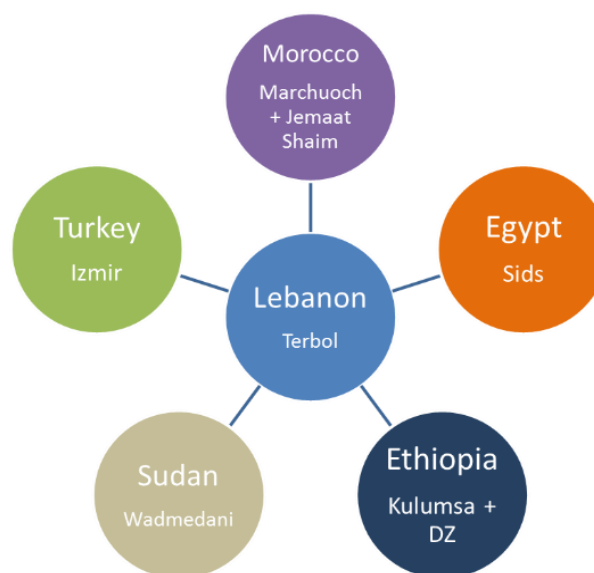 Morocco
Marchuoch
+ Jemaat
Shaim
Turkey
Izmir
Egypt
Sids
Lebanon
Terbol
Sudan
Wadmedani
Ethiopia
Kulumsa +
DZ